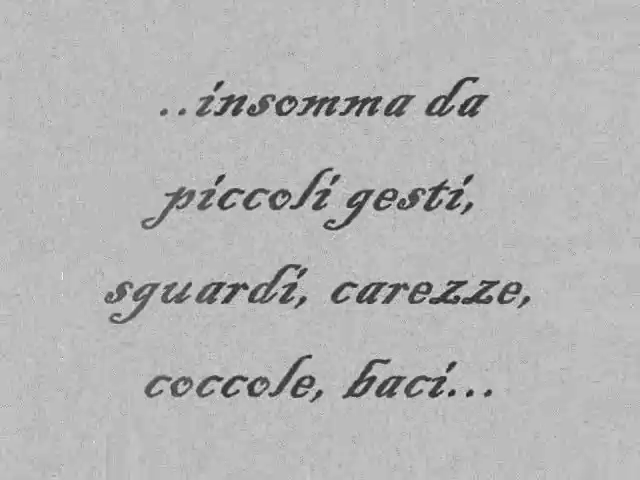 ..insomma da
piccoli gesti,
sguardi, carezze,
coccole, baci...